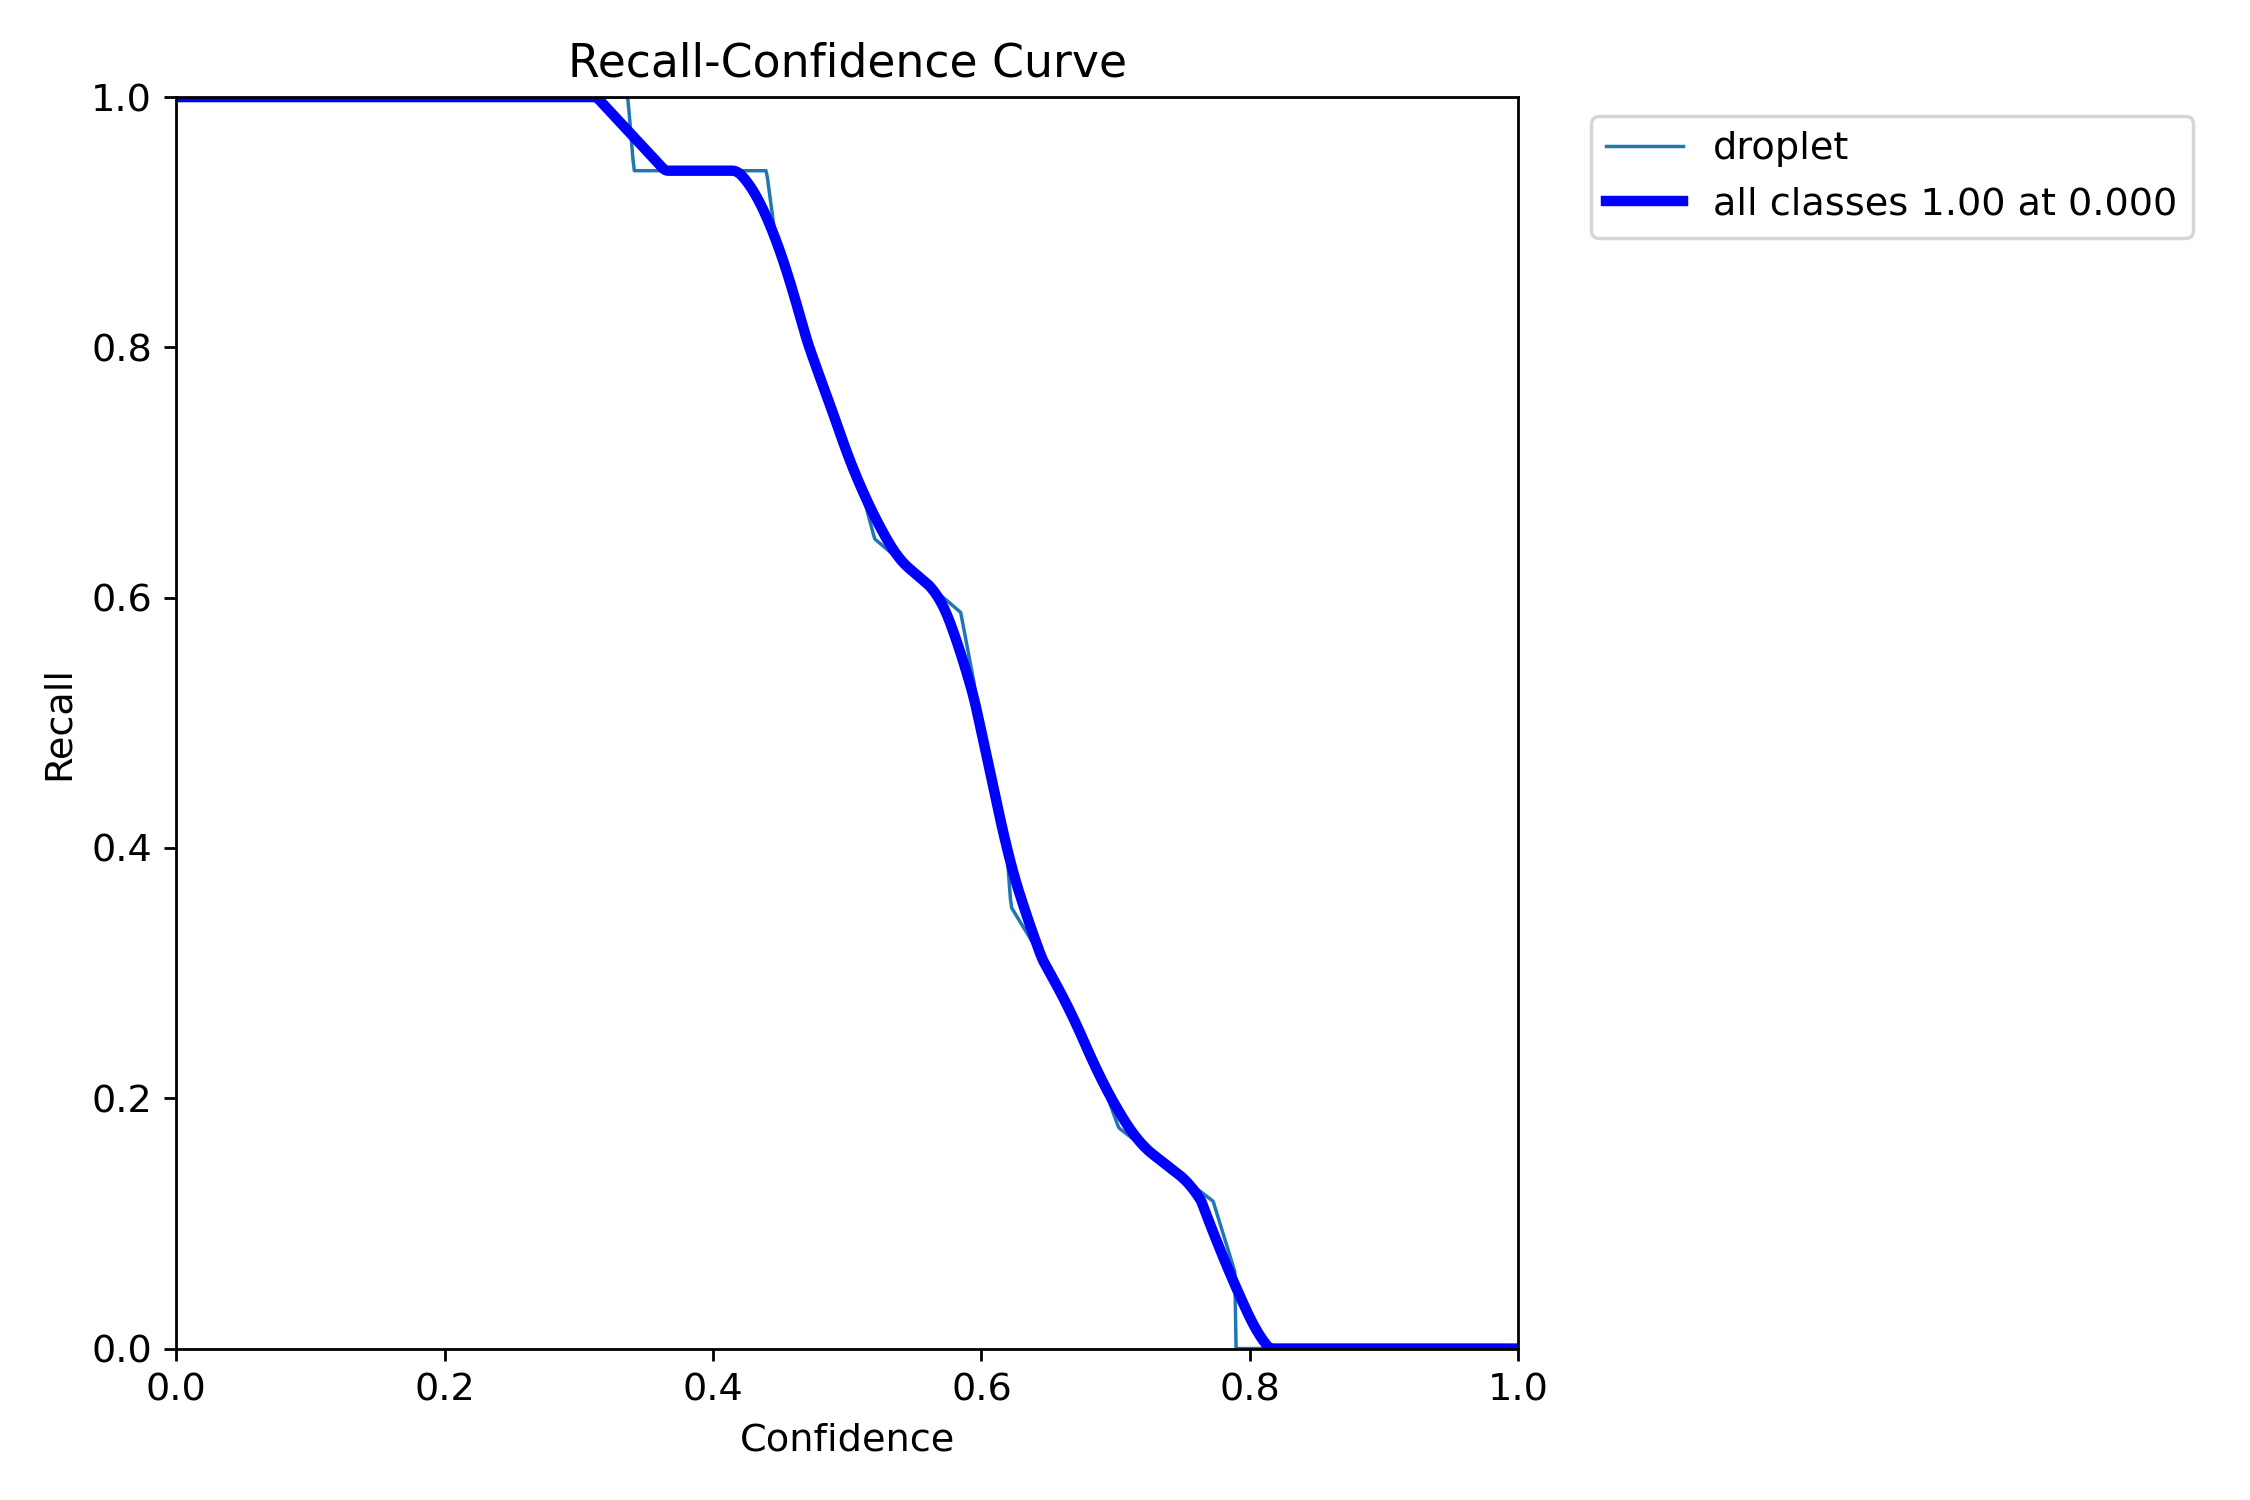 Recall-Confidence Curve
1.0
0.8
0.6
0.4
0.2
0.0
Recall
0.0 0.2 0.4 0.6 0.8 1.0
Confidence
droplet
all classes 1.00 at 0.000